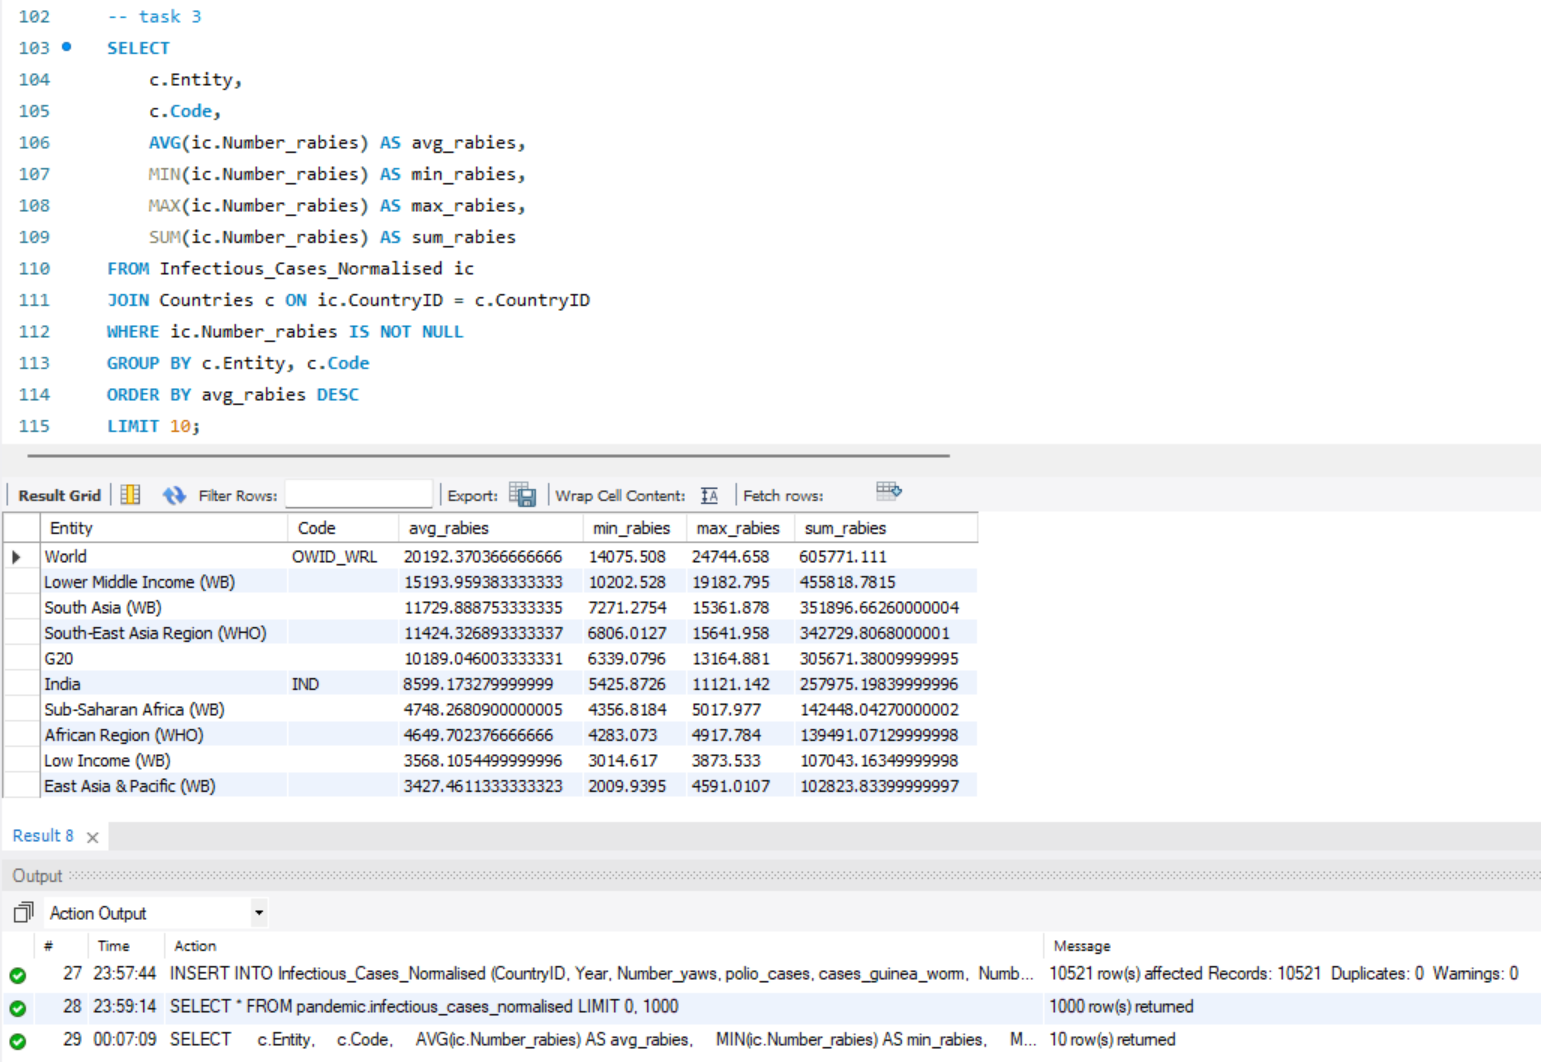 102 -- task 3
103 SELECT
104 c.Entity,
105 c.Code,
106 AVG(ic.Number_rabies) AS avg_rabies,
107 MIN(ic.Number_rabies) AS min_rabies,
108 MAX(ic.Number_rabies) AS max_rabies,
109 SUM(ic.Number_rabies) AS sum_rabies
110 FROM Infectious_Cases_Normalised ic
111 JOIN Countries c ON ic.CountryID = c.CountryID
112 WHERE ic.Number_rabies IS NOT NULL
113 GROUP BY c.Entity, c.Code
114 ORDER BY avg_rabies DESC
115 LIMIT 10;
Result Grid Filter Rows: Export: Wrap Cell Content: IA Fetch rows:
Entity Code avg_rabies min_rabies max_rabies sum_rabies
World OWID_WRL 20192.370366666666 14075.508 24744.658 605771.111
Lower Middle Income (WB) 15193.959383333333 10202.528 19182.795 455818.7815
South Asia (WB) 11729.888753333335 7271.2754 15361.878 351896.66260000004
South-East Asia Region (WHO) 11424.326893333337 6806.0127 15641.958 342729.8068000001
G20 10189.046003333331 6339.0796 13164.881 305671.38009999995
India IND 8599.173279999999 5425.8726 11121.142 257975.19839999996
Sub-Saharan Africa (WB) 4748.2680900000005 4356.8184 5017.977 142448.04270000002
African Region (WHO) 4649.702376666666 4283.073 4917.784 139491.07129999998
Low Income (WB) 3568.1054499999996 3014.617 3873.533 107043.16349999998
East Asia & Pacific (WB) 3427.4611333333323 2009.9395 4591.0107 102823.83399999997
Result 8
Output
Action Output
# Time Action Message
27 23:57:44 INSERT INTO Infectious_Cases_Normalised (CountryID, Year, Number_yaws, polio_cases, cases_guinea_worm, Numb... 10521 row(s) affected Records: 10521 Duplicates: 0 Warnings: 0
28 23:59:14 SELECT * FROM pandemic.infectious_cases_normalised LIMIT 0, 1000 1000 row(s) returned
29 00:07:09 SELECT c.Entity, c.Code, AVG(ic.Number_rabies) AS avg_rabies, MIN(ic.Number_rabies) AS min_rabies, M... 10 row(s) returned